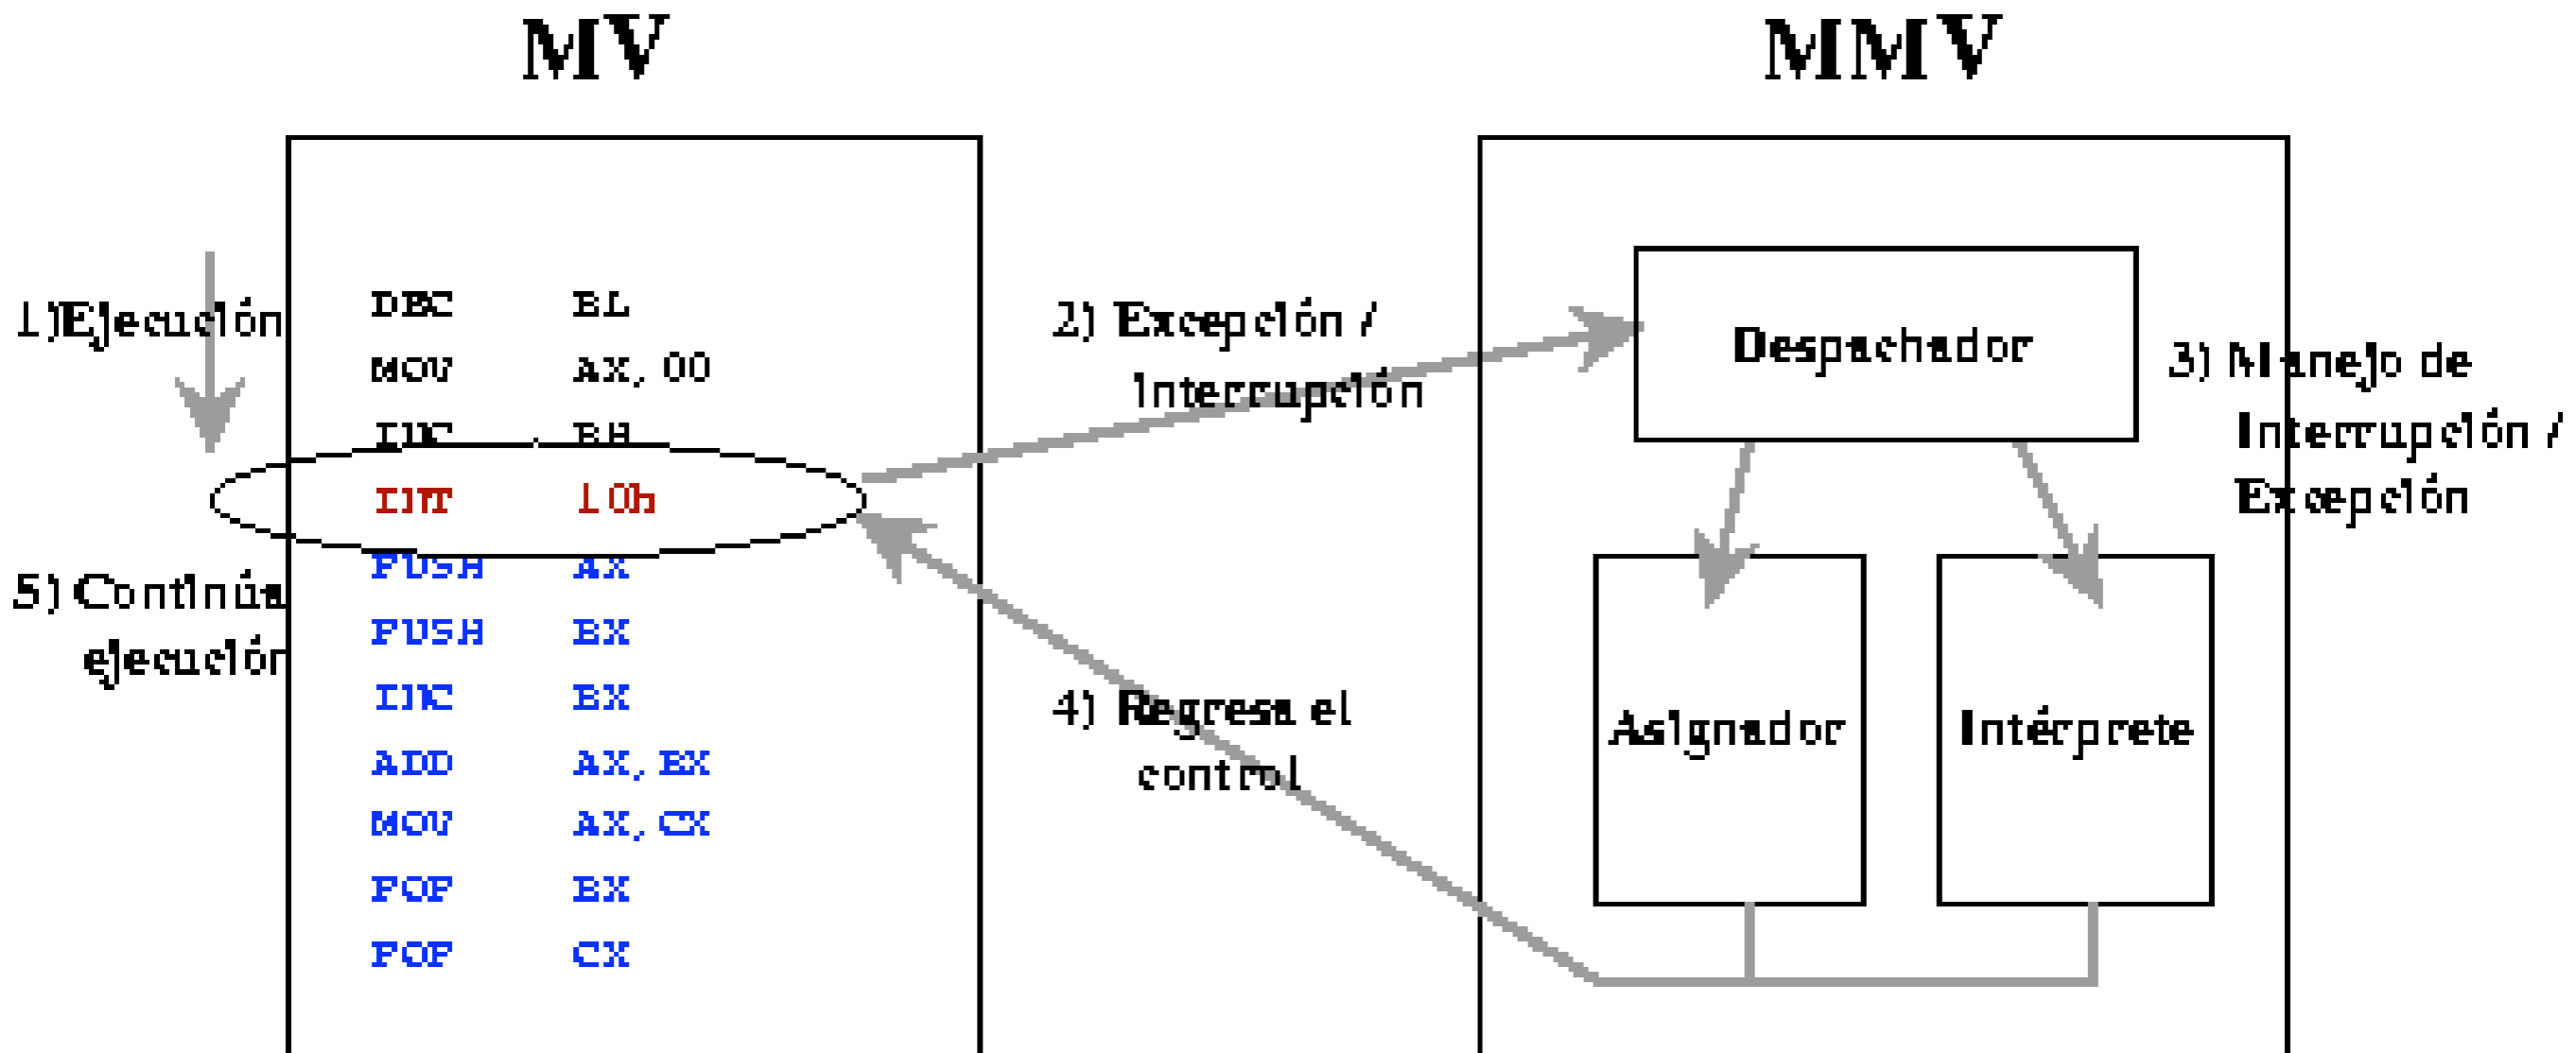 MV
MMV
1)Ejecución
DEC BL
MOV AX, 00
INC BH
INT 10h
PUSH AX
PUSH BX
INC BX
ADD AX, BX
MOV AX, CX
POP BX
POP CX
5) Continúa
ejecución
2) Excepción /
Interrupción
4) Regresa el
control
Despachador
3) Manejo de
Interrupción /
Excepción
Asignador
Intérprete